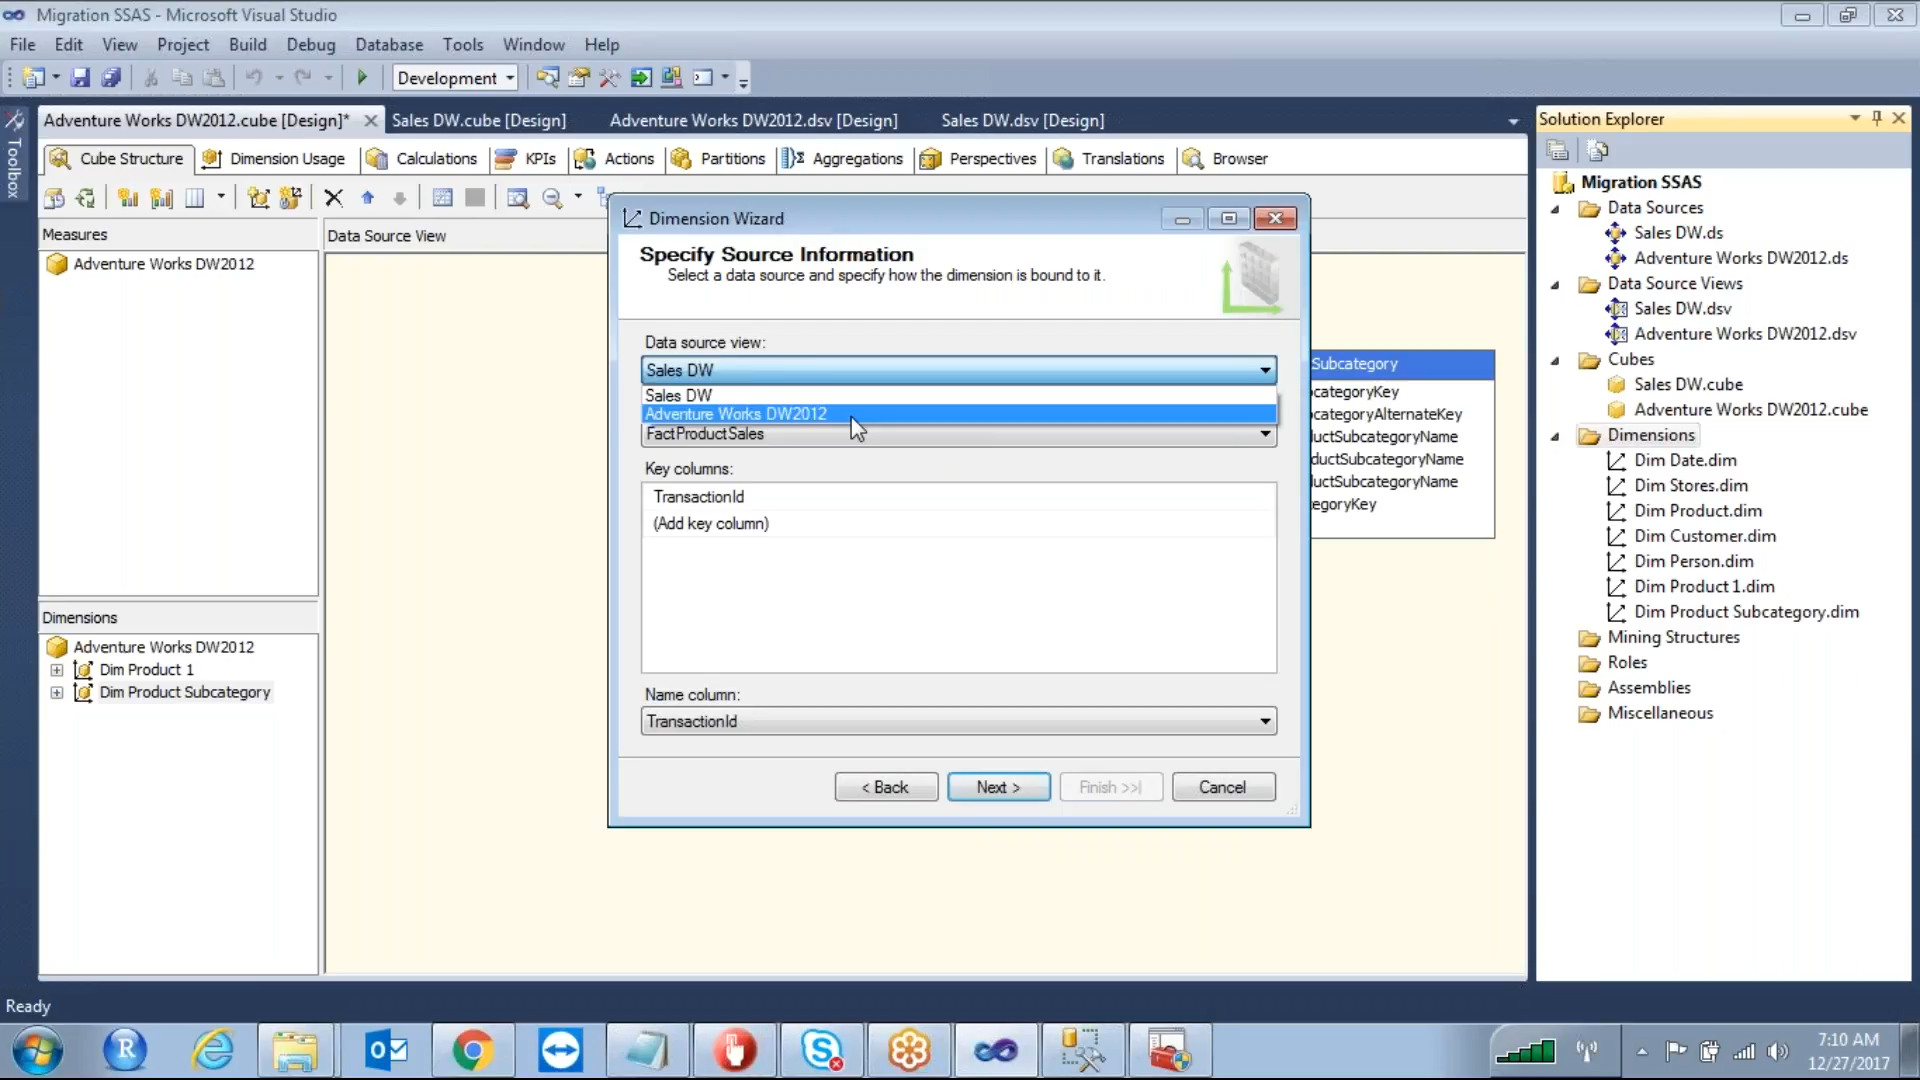 Migration SSAS - Microsoft Visual Studio
File Edit View Project Build Debug Database Tools Window Help
Development
Adventure Works DW2012.cube [Design]* Sales DW.cube [Design] Adventure Works DW2012.dsv [Design] Sales DW.dsv [Design]
Cube Structure Dimension Usage Calculations KPIs Actions Partitions Aggregations Perspectives Translations Browser
Toolbox
Measures
Adventure Works DW2012
Dimensions
Adventure Works DW2012
Dim Product 1
Dim Product Subcategory
Data Source View
Subcategory
categoryKey
categoryAlternateKey
ductSubcategoryName
ductSubcategoryName
ductSubcategoryName
egoryKey
Dimension Wizard
Specify Source Information
Select a data source and specify how the dimension is bound to it.
Data source view:
Sales DW
Sales DW
Adventure Works DW2012
FactProductSales
Key columns:
TransactionId
(Add key column)
Name column:
TransactionId
< Back Next > Finish >>| Cancel
Solution Explorer
Migration SSAS
Data Sources
Sales DW.ds
Adventure Works DW2012.ds
Data Source Views
Sales DW.dsv
Adventure Works DW2012.dsv
Cubes
Sales DW.cube
Adventure Works DW2012.cube
Dimensions
Dim Date.dim
Dim Stores.dim
Dim Product.dim
Dim Customer.dim
Dim Person.dim
Dim Product 1.dim
Dim Product Subcategory.dim
Mining Structures
Roles
Assemblies
Miscellaneous
Ready
7:10 AM
12/27/2017